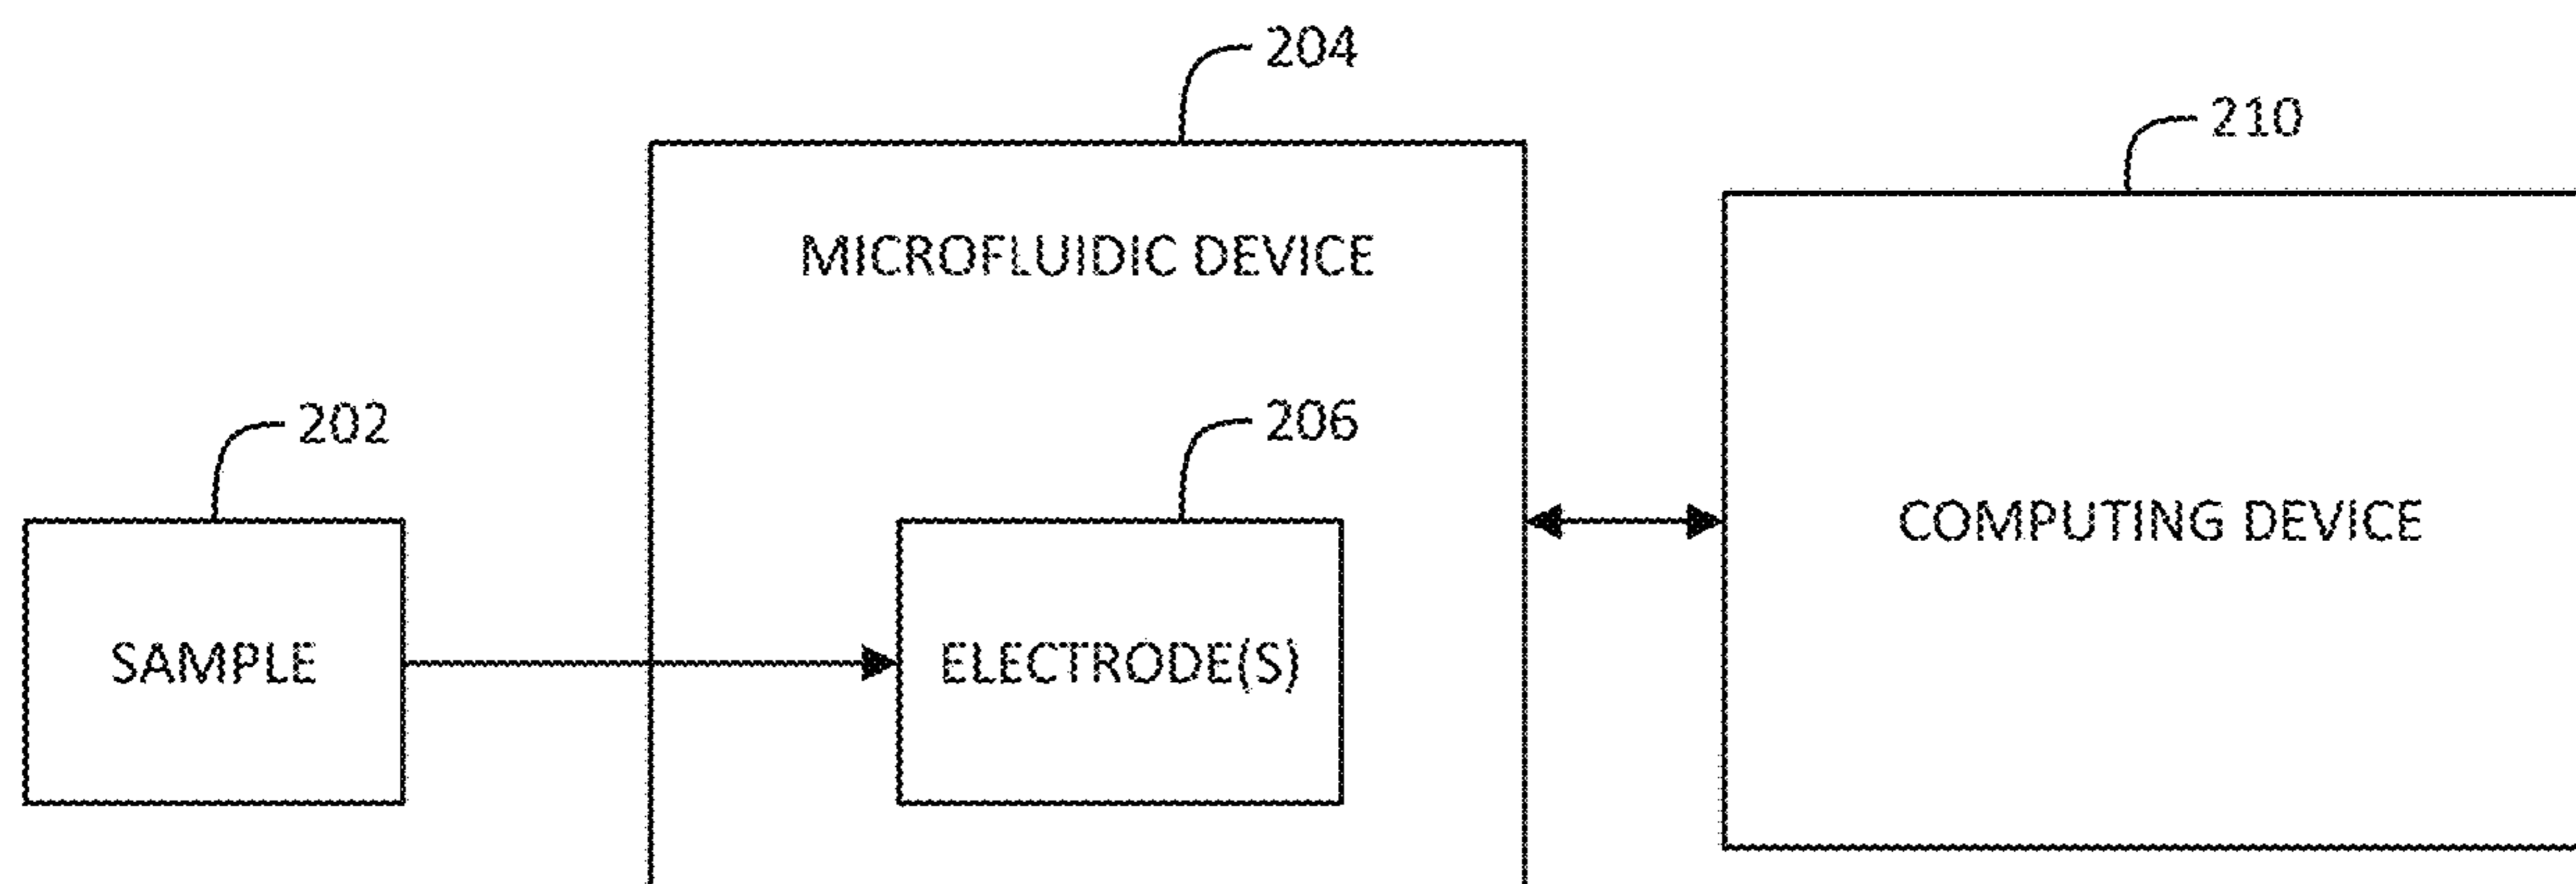 204
210
MICROFLUIDIC DEVICE
202
206
COMPUTING DEVICE
SAMPLE
ELECTRODE(S)